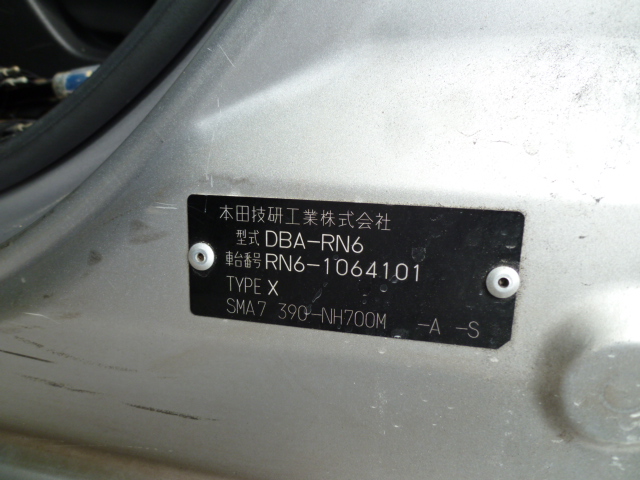 本田技研工業株式会社
型式 DBA-RN6
車台番号 RN6-1064101
TYPE X
SMA7 390-NH700M -A -S